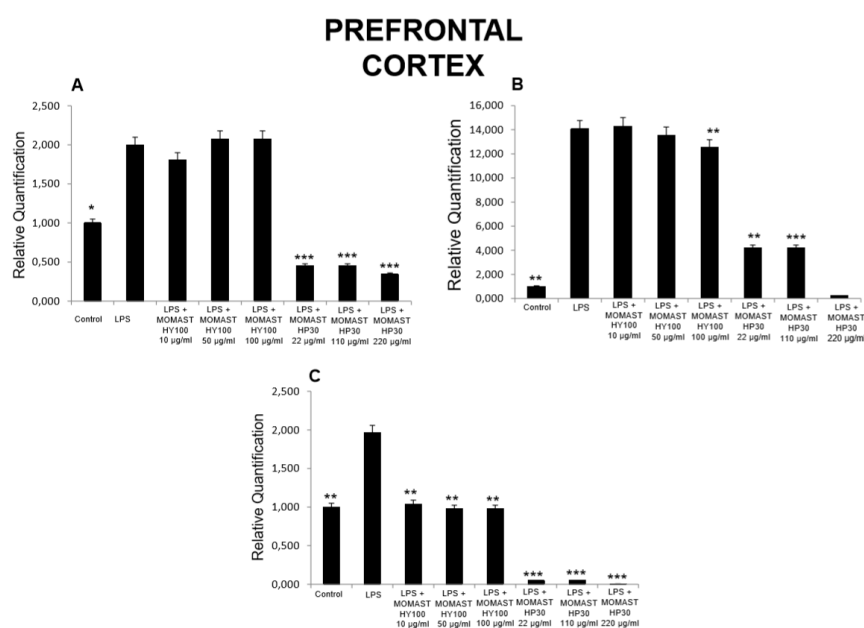 PREFRONTAL
CORTEX
A
Relative Quantification
2,500
2,000
1,500
1,000
0,500
0,000
*
***
***
***
Control
LPS
LPS +
MOMAST
HY100
10 µg/ml
LPS +
MOMAST
HY100
50 µg/ml
LPS +
MOMAST
HY100
100 µg/ml
LPS +
MOMAST
HP30
22 µg/ml
LPS +
MOMAST
HP30
110 µg/ml
LPS +
MOMAST
HP30
220 µg/ml
B
Relative Quantification
16,000
14,000
12,000
10,000
8,000
6,000
4,000
2,000
0,000
**
**
**
***
Control
LPS
LPS +
MOMAST
HY100
10 µg/ml
LPS +
MOMAST
HY100
50 µg/ml
LPS +
MOMAST
HY100
100 µg/ml
LPS +
MOMAST
HP30
22 µg/ml
LPS +
MOMAST
HP30
110 µg/ml
LPS +
MOMAST
HP30
220 µg/ml
C
Relative Quantification
2,500
2,000
1,500
1,000
0,500
0,000
**
**
**
**
***
***
***
Control
LPS
LPS +
MOMAST
HY100
10 µg/ml
LPS +
MOMAST
HY100
50 µg/ml
LPS +
MOMAST
HY100
100 µg/ml
LPS +
MOMAST
HP30
22 µg/ml
LPS +
MOMAST
HP30
110 µg/ml
LPS +
MOMAST
HP30
220 µg/ml